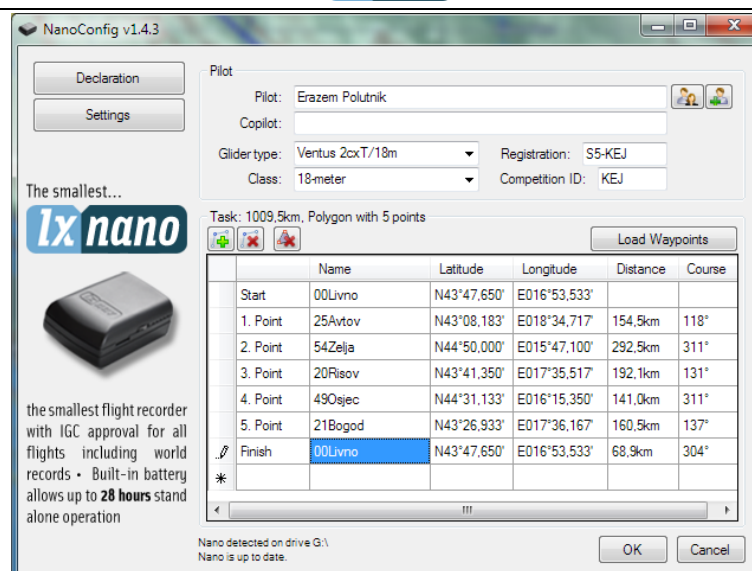 NanoConfig v1.4.3
Declaration
Settings
The smallest...
lx nano
the smallest flight recorder
with IGC approval for all
flights including world
records • Built-in battery
allows up to 28 hours stand
alone operation
Pilot
Pilot: Erazem Polutnik
Copilot:
Glider type: Ventus 2cxT/18m Registration: S5-KEJ
Class: 18-meter Competition ID: KEJ
Task: 1009,5km, Polygon with 5 points
Load Waypoints
Name Latitude Longitude Distance Course
Start 00Livno N43°47,650' E016°53,533'
1. Point 25Avtov N43°08,183' E018°34,717' 154,5km 118°
2. Point 54Zelja N44°50,000' E015°47,100' 292,5km 311°
3. Point 20Risov N43°41,350' E017°35,517' 192,1km 131°
4. Point 49Osjec N44°31,133' E016°15,350' 141,0km 311°
5. Point 21Bogod N43°26,933' E017°36,167' 160,5km 137°
Finish 00Livno N43°47,650' E016°53,533' 68,9km 304°
Nano detected on drive G:\
Nano is up to date.
OK Cancel